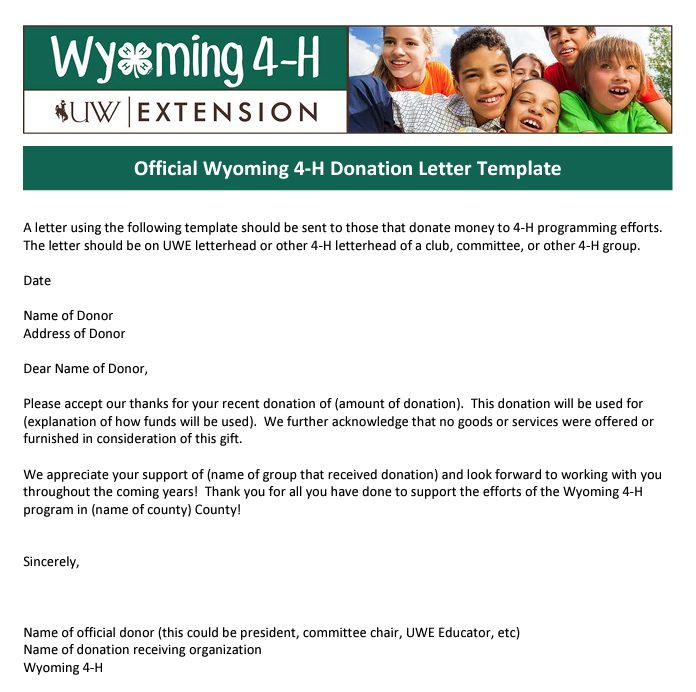 Wyoming 4-H
UW EXTENSION
Official Wyoming 4-H Donation Letter Template
A letter using the following template should be sent to those that donate money to 4-H programming efforts.
The letter should be on UWE letterhead or other 4-H letterhead of a club, committee, or other 4-H group.
Date
Name of Donor
Address of Donor
Dear Name of Donor,
Please accept our thanks for your recent donation of (amount of donation).  This donation will be used for
(explanation of how funds will be used).  We further acknowledge that no goods or services were offered or
furnished in consideration of this gift.
We appreciate your support of (name of group that received donation) and look forward to working with you
throughout the coming years!  Thank you for all you have done to support the efforts of the Wyoming 4-H
program in (name of county) County!
Sincerely,
Name of official donor (this could be president, committee chair, UWE Educator, etc)
Name of donation receiving organization
Wyoming 4-H